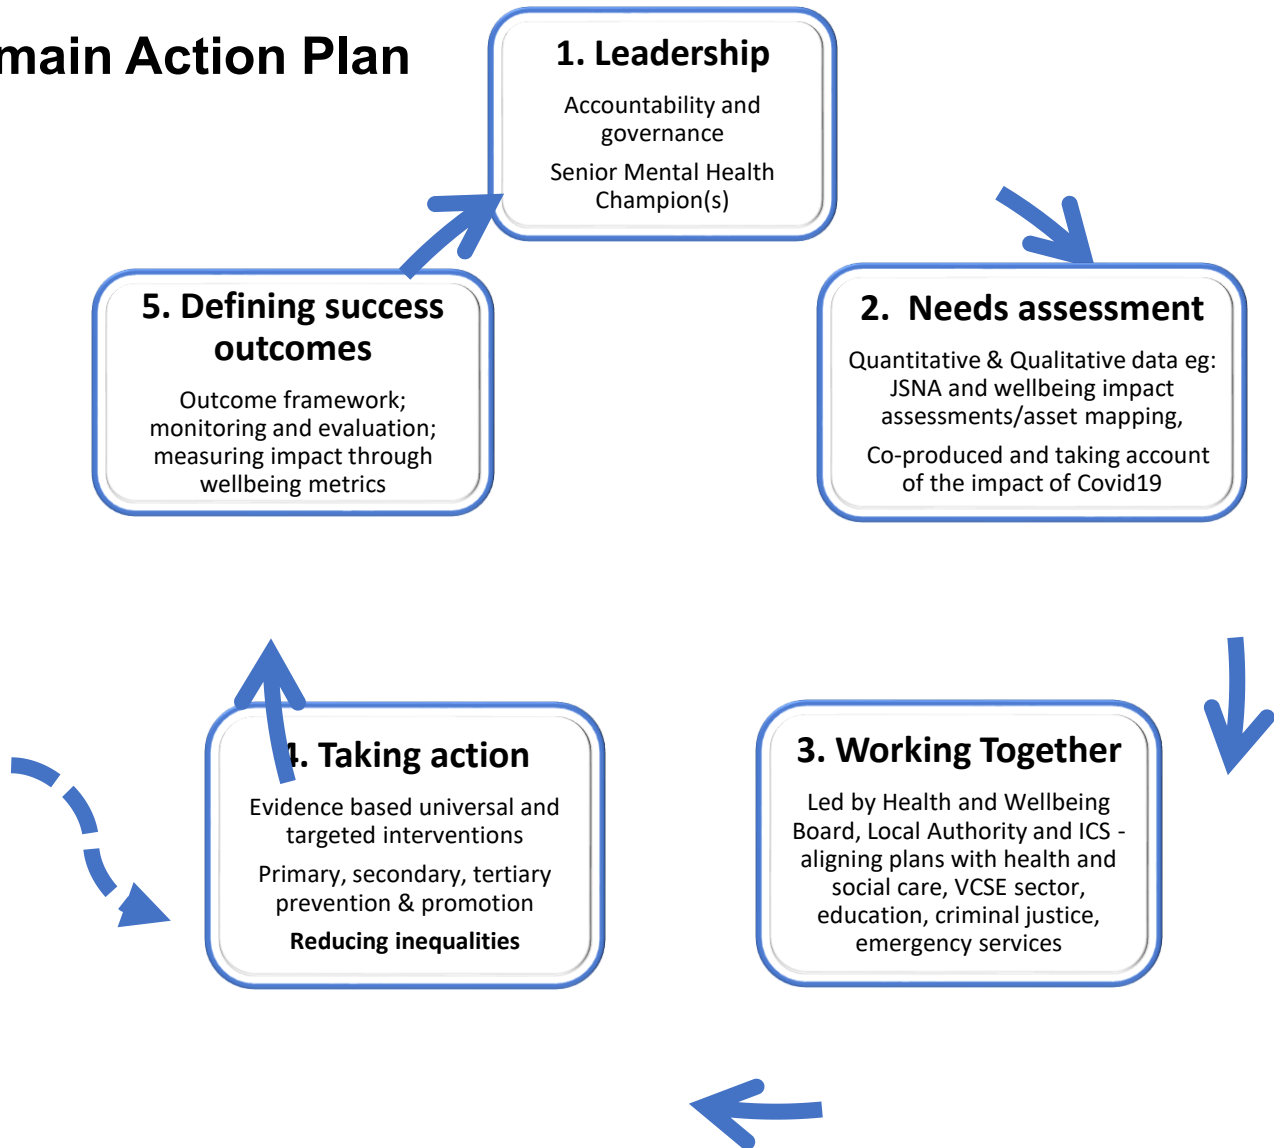 main Action Plan
1. Leadership
Accountability and
governance
Senior Mental Health
Champion(s)
2. Needs assessment
Quantitative & Qualitative data eg:
JSNA and wellbeing impact
assessments/asset mapping,
Co-produced and taking account
of the impact of Covid19
3. Working Together
Led by Health and Wellbeing
Board, Local Authority and ICS -
aligning plans with health and
social care, VCSE sector,
education, criminal justice,
emergency services
4. Taking action
Evidence based universal and
targeted interventions
Primary, secondary, tertiary
prevention & promotion
Reducing inequalities
5. Defining success
outcomes
Outcome framework;
monitoring and evaluation;
measuring impact through
wellbeing metrics